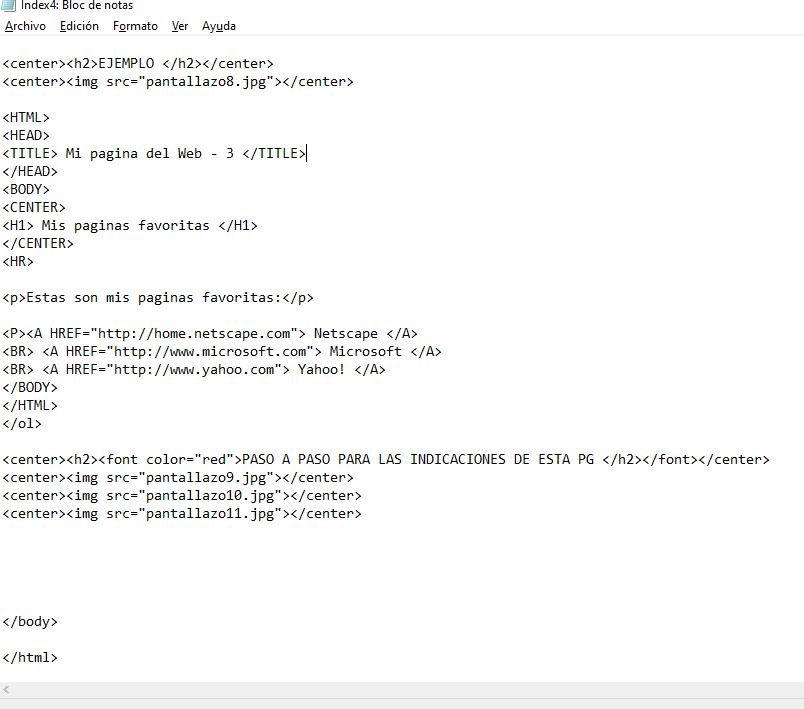 Index4: Bloc de notas
Archivo Edición Formato Ver Ayuda
<center><h2>EJEMPLO </h2></center>
<center><img src="pantallazo8.jpg"></center>
<HTML>
<HEAD>
<TITLE> Mi pagina del Web - 3 </TITLE>
</HEAD>
<BODY>
<CENTER>
<H1> Mis paginas favoritas </H1>
</CENTER>
<HR>
<p>Estas son mis paginas favoritas:</p>
<P><A HREF="http://home.netscape.com"> Netscape </A>
<BR> <A HREF="http://www.microsoft.com"> Microsoft </A>
<BR> <A HREF="http://www.yahoo.com"> Yahoo! </A>
</BODY>
</HTML>
</ol>
<center><h2><font color="red">PASO A PASO PARA LAS INDICACIONES DE ESTA PG </h2></font></center>
<center><img src="pantallazo9.jpg"></center>
<center><img src="pantallazo10.jpg"></center>
<center><img src="pantallazo11.jpg"></center>
</body>
</html>